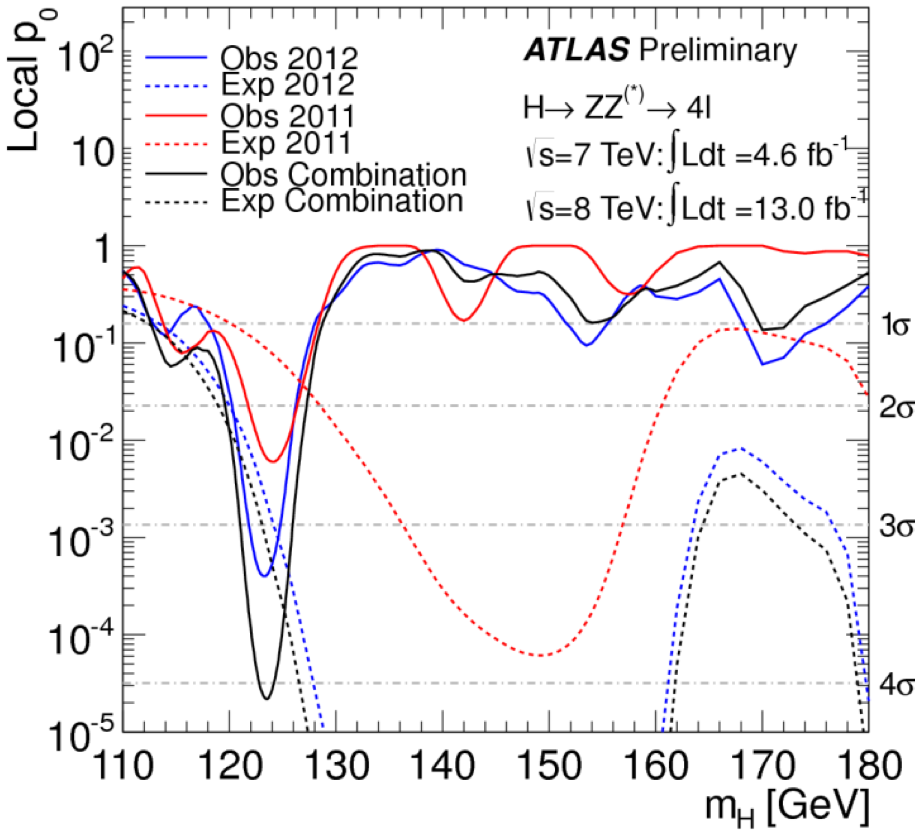 Local p₀
10²
10
1
10⁻¹
10⁻²
10⁻³
10⁻⁴
10⁻⁵
Obs 2012
Exp 2012
Obs 2011
Exp 2011
Obs Combination
Exp Combination
ATLAS Preliminary
H→ ZZ⁽*⁾→ 4l
√s=7 TeV:∫Ldt =4.6 fb⁻¹
√s=8 TeV:∫Ldt =13.0 fb⁻¹
1σ
2σ
3σ
4σ
110 120 130 140 150 160 170 180
m_H [GeV]